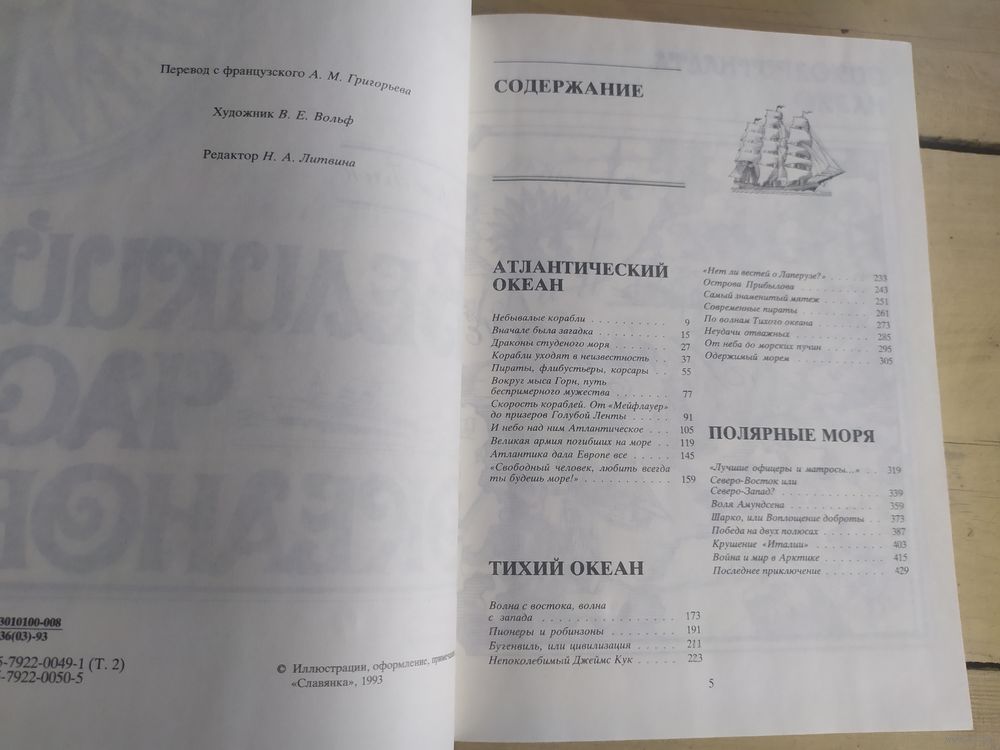 Перевод с французского А. М. Григорьева
Художник В. Е. Вольф
Редактор Н. А. Литвина
3010100-008
36(03)-93
5-7922-0049-1 (Т. 2)
5-7922-0050-5
© Иллюстрации, оформление, примечания
«Славянка», 1993
СОДЕРЖАНИЕ
АТЛАНТИЧЕСКИЙ
ОКЕАН
Небывалые корабли . . . . . . . . . . 9
Вначале была загадка . . . . . . . . . 15
Драконы студеного моря . . . . . . . 27
Корабли уходят в неизвестность . . 37
Пираты, флибустьеры, корсары . . 55
Вокруг мыса Горн, путь
беспримерного мужества . . . . . . . 77
Скорость кораблей. От «Мейфлауер»
до призеров Голубой Ленты . . . . . 91
И небо над ним Атлантическое . . . 105
Великая армия погибших на море . . 119
Атлантика дала Европе все . . . . . 145
«Свободный человек, любить всегда
ты будешь море!» . . . . . . . . . . . 159
ТИХИЙ ОКЕАН
Волна с востока, волна
с запада . . . . . . . . . . . . . . . . 173
Пионеры и робинзоны . . . . . . . . 191
Бугенвиль, или цивилизация . . . . . 211
Непоколебимый Джеймс Кук . . . . . 223
«Нет ли вестей о Лаперузе?» . . . . . 233
Острова Прибылова . . . . . . . . . 243
Самый знаменитый мятеж . . . . . . 251
Современные пираты . . . . . . . . 261
По волнам Тихого океана . . . . . . 273
Неудачи отважных . . . . . . . . . . 285
От неба до морских пучин . . . . . . 295
Одержимый морем . . . . . . . . . . 305
ПОЛЯРНЫЕ МОРЯ
«Лучшие офицеры и матросы...» . . 319
Северо-Восток или
Северо-Запад? . . . . . . . . . . . . 339
Воля Амундсена . . . . . . . . . . . 359
Шарко, или Воплощение доброты . . 373
Победа на двух полюсах . . . . . . . 387
Крушение «Италии» . . . . . . . . . 403
Война и мир в Арктике . . . . . . . 415
Последнее приключение . . . . . . . 429
5